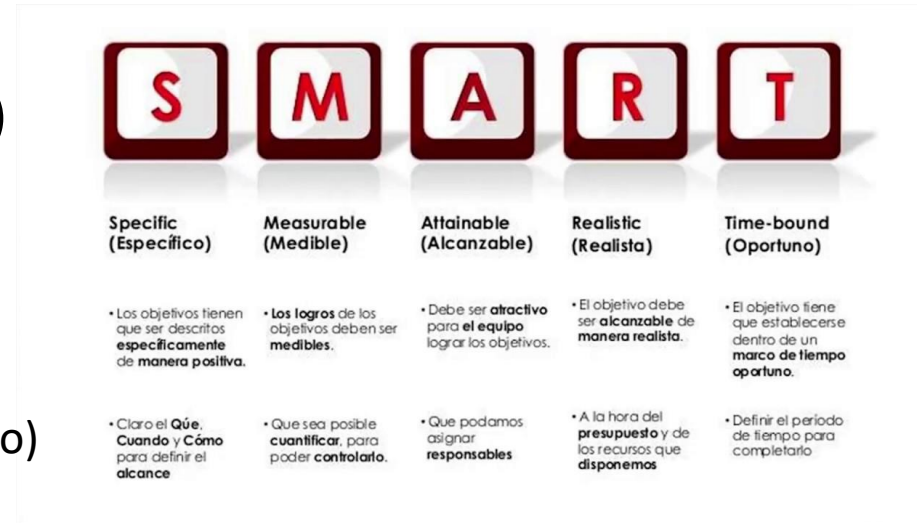 )
o)
S M A R T
Specific
(Específico)
Measurable
(Medible)
Attainable
(Alcanzable)
Realistic
(Realista)
Time-bound
(Oportuno)
• Los objetivos tienen
que ser descritos
específicamente
de manera positiva.
• Los logros de los
objetivos deben ser
medibles.
• Debe ser atractivo
para el equipo
lograr los objetivos.
• El objetivo debe
ser alcanzable de
manera realista.
• El objetivo tiene
que establecerse
dentro de un
marco de tiempo
oportuno.
• Claro el Qúe,
Cuando y Cómo
para definir el
alcance
• Que sea posible
cuantificar, para
poder controlarlo.
• Que podamos
asignar
responsables
• A la hora del
presupuesto y de
los recursos que
disponemos
• Definir el período
de tiempo para
completarlo